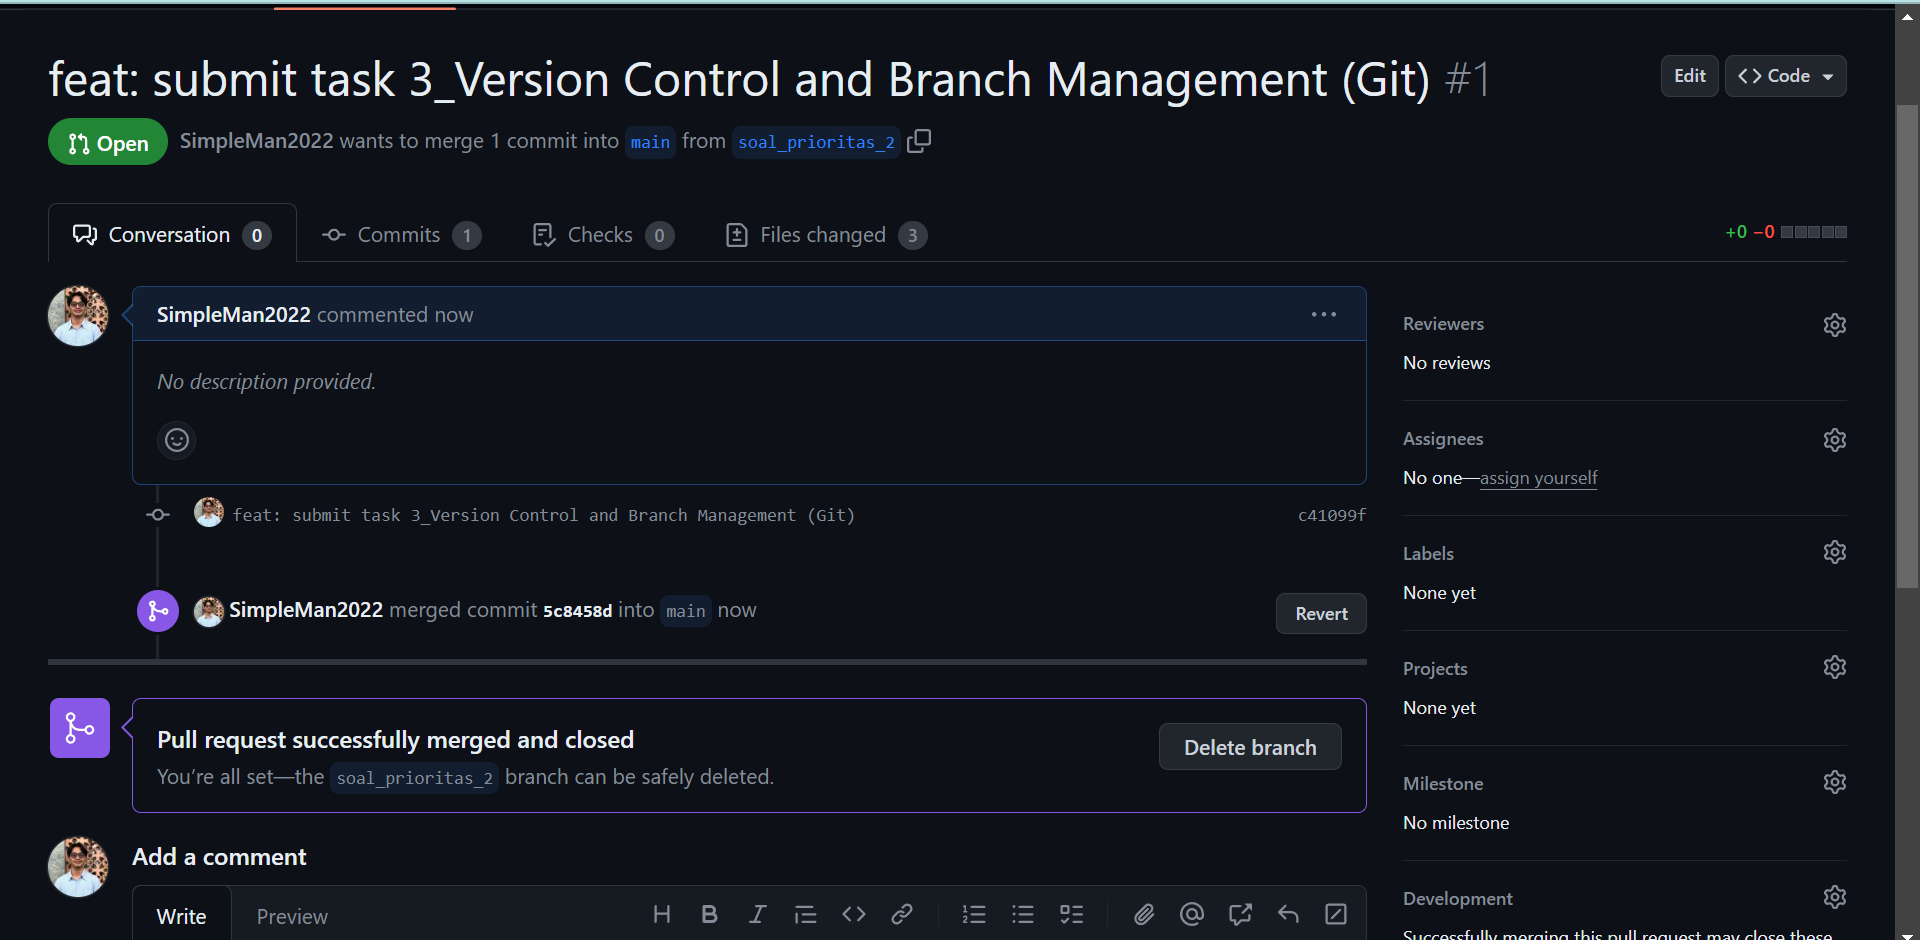 feat: submit task 3_Version Control and Branch Management (Git) #1
Edit
Code
Open
SimpleMan2022 wants to merge 1 commit into main from soal_prioritas_2
Conversation 0
Commits 1
Checks 0
Files changed 3
+0 −0
SimpleMan2022 commented now
No description provided.
feat: submit task 3_Version Control and Branch Management (Git)
c41099f
SimpleMan2022 merged commit 5c8458d into main now
Revert
Pull request successfully merged and closed
You’re all set—the soal_prioritas_2 branch can be safely deleted.
Delete branch
Add a comment
Write
Preview
Reviewers
No reviews
Assignees
No one—assign yourself
Labels
None yet
Projects
None yet
Milestone
No milestone
Development
Successfully merging this pull request may close these